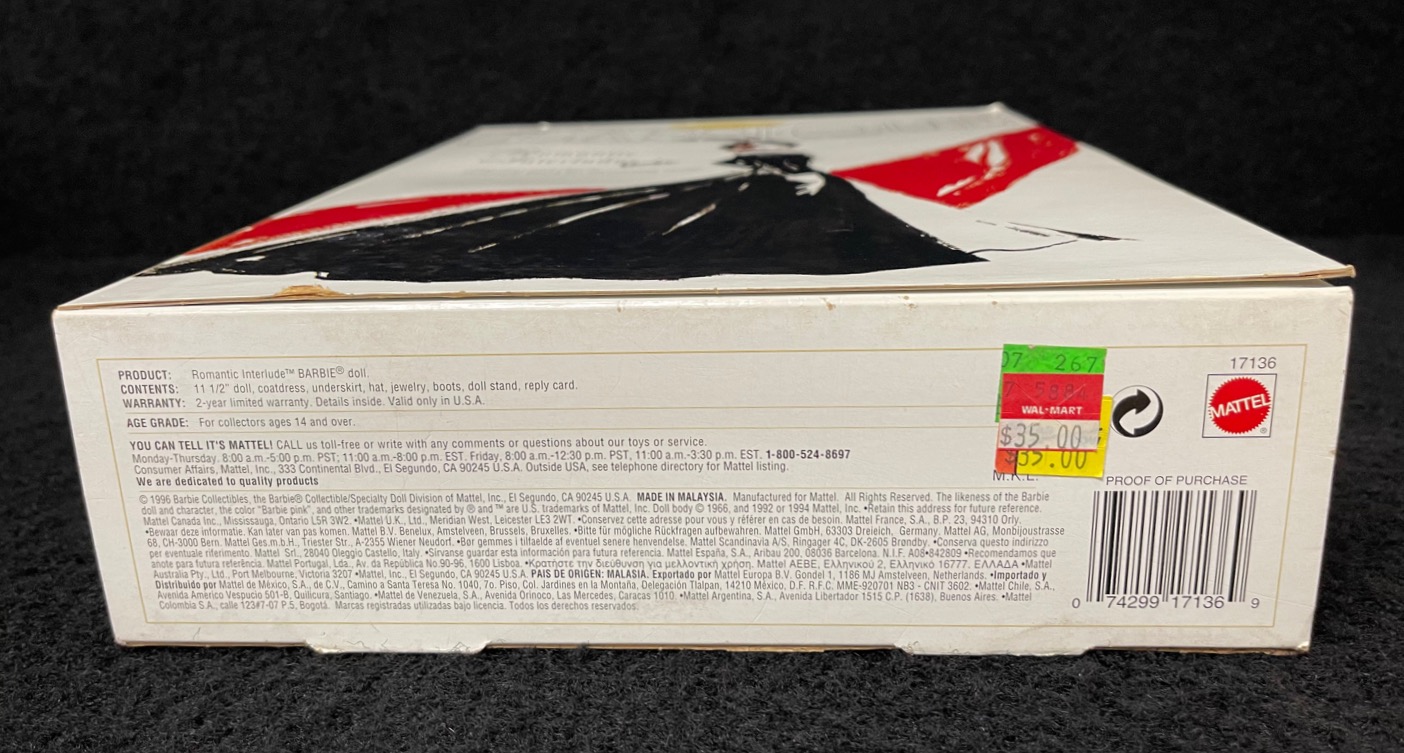 PRODUCT: Romantic Interlude™ BARBIE® doll.
CONTENTS: 11 1/2" doll, coatdress, underskirt, hat, jewelry, boots, doll stand, reply card.
WARRANTY: 2-year limited warranty. Details inside. Valid only in U.S.A.
AGE GRADE: For collectors ages 14 and over.
YOU CAN TELL IT'S MATTEL! CALL us toll-free or write with any comments or questions about our toys or service.
Monday-Thursday. 8:00 a.m.-5:00 p.m. PST; 11:00 a.m.-8:00 p.m. EST. Friday, 8:00 a.m.-12:30 p.m. PST, 11:00 a.m.-3:30 p.m. EST. 1-800-524-8697
Consumer Affairs, Mattel, Inc., 333 Continental Blvd., El Segundo, CA 90245 U.S.A. Outside USA, see telephone directory for Mattel listing.
We are dedicated to quality products
© 1996 Barbie Collectibles, the Barbie® Collectible/Specialty Doll Division of Mattel, Inc., El Segundo, CA 90245 U.S.A. MADE IN MALAYSIA. Manufactured for Mattel. All Rights Reserved. The likeness of the Barbie
doll and character, the color "Barbie pink", and other trademarks designated by ® and ™ are U.S. trademarks of Mattel, Inc. Doll body © 1966, and 1992 or 1994 Mattel, Inc. •Retain this address for future reference.
Mattel Canada Inc., Mississauga, Ontario L5R 3W2. •Mattel U.K., Ltd., Meridian West, Leicester LE3 2WT. •Conservez cette adresse pour vous y référer en cas de besoin. Mattel France, S.A., B.P. 23, 94310 Orly.
•Bewaar deze informatie. Kan later van pas komen. Mattel B.V. Benelux, Amstelveen, Brussels, Bruxelles. •Bitte für mögliche Rückfragen aufbewahren. Mattel GmbH, 63303 Dreieich, Germany. Mattel AG, Monbijoustrasse
68, CH-3000 Bern. Mattel Ges.m.b.H., Triester Str., A-2355 Wiener Neudorf. •Bor gemmes i tilfaelde af eventuel senere henvendelse. Mattel Scandinavia A/S, Ringager 4C, DK-2605 Brøndby. •Conserva questo indirizzo
per eventuale riferimento. Mattel Srl., 28040 Oleggio Castello, Italy. •Sirvanse guardar esta información para futura referencia. Mattel España, S.A., Aribau 200, 08036 Barcelona. N.I.F. A08•842809 •Recomendamos que
anote para futura referência. Mattel Portugal, Lda., Av. da República No.90-96, 1600 Lisboa. •Κρατήστε την διεύθυνση για μελλοντική χρήση. Mattel AEBE, Ελληνικού 2, Ελληνικό 16777. ΕΛΛΑΔΑ •Mattel
Australia Pty., Ltd., Port Melbourne, Victoria 3207 •Mattel, Inc., El Segundo, CA 90245 U.S.A. PAIS DE ORIGEN: MALASIA. Exportado por Mattel Europa B.V. Gondel 1, 1186 MJ Amstelveen, Netherlands. •Importado y
Distribuido por Mattel de México, S.A., de C.V., Camino a Santa Teresa No. 1040, 7o. Piso, Col. Jardines en la Montaña, Delegación Tlalpan, 14210 México, D.F. R.F.C. MME-920701 NB3 - CNIT 3602. •Mattel Chile, S.A.,
Avenida Americo Vespucio 501-B, Quilicura, Santiago. •Mattel de Venezuela, S.A., Avenida Orinoco, Las Mercedes, Caracas 1010. •Mattel Argentina, S.A., Avenida Libertador 1515 C.P. (1638), Buenos Aires. •Mattel
Colombia S.A., calle 123#7-07 P.5, Bogotá. Marcas registradas utilizadas bajo licencia. Todos los derechos reservados.
07 267
WAL-MART
$35.00
$35.00
17136
MATTEL®
PROOF OF PURCHASE
0 74299 17136 9